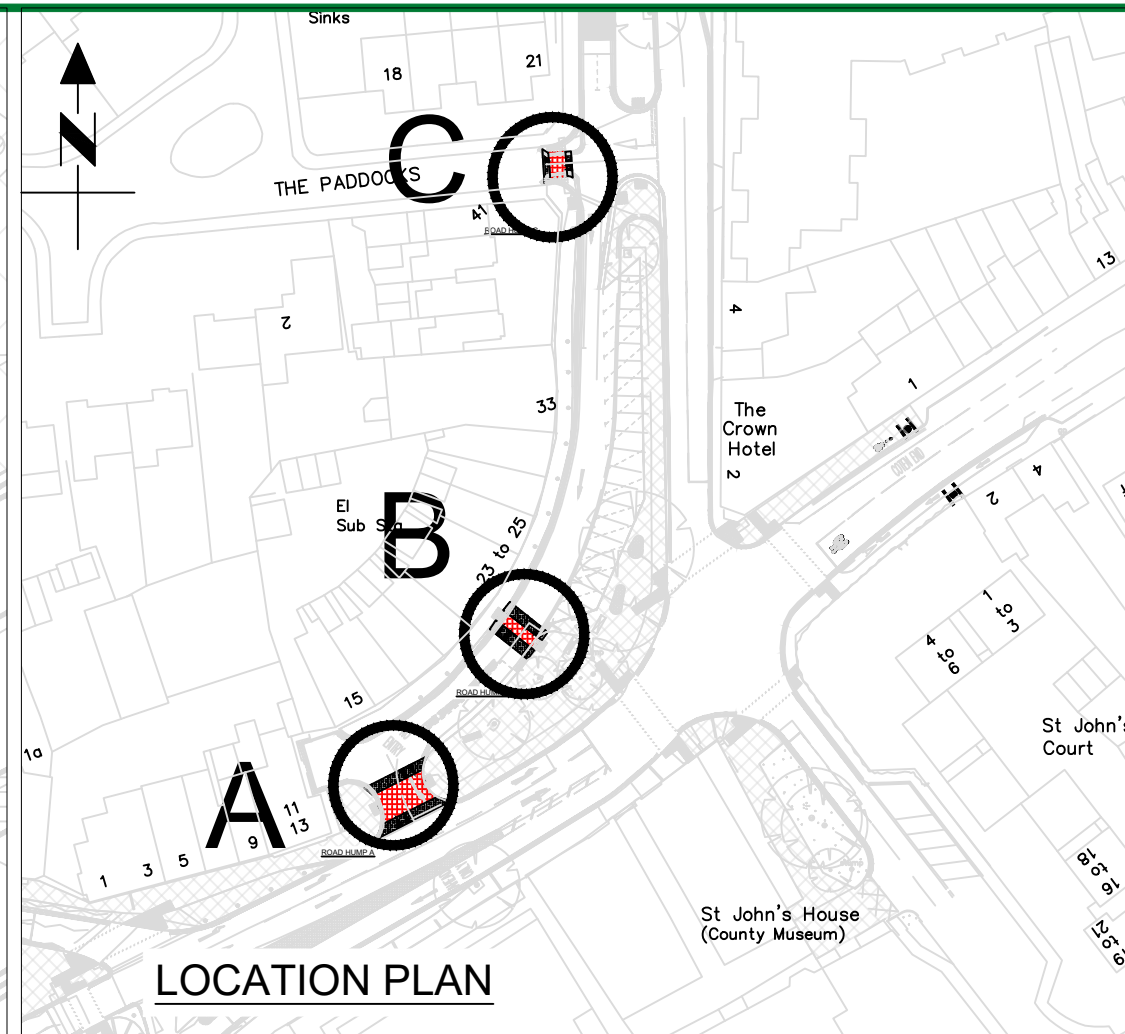 Sinks
N
18
21
C
THE PADDOCKS
41
ROAD HUMP
2
4
13
33
1
The
Crown
Hotel
2
COTEN END
El
Sub Sta
B
23 to 25
4
2
1
to
3
4
to
6
ROAD HUMP
15
1a
St John's
Court
A
11
13
9
5
3
1
ROAD HUMP A
18
to
16
21
to
19
St John's House
(County Museum)
LOCATION PLAN